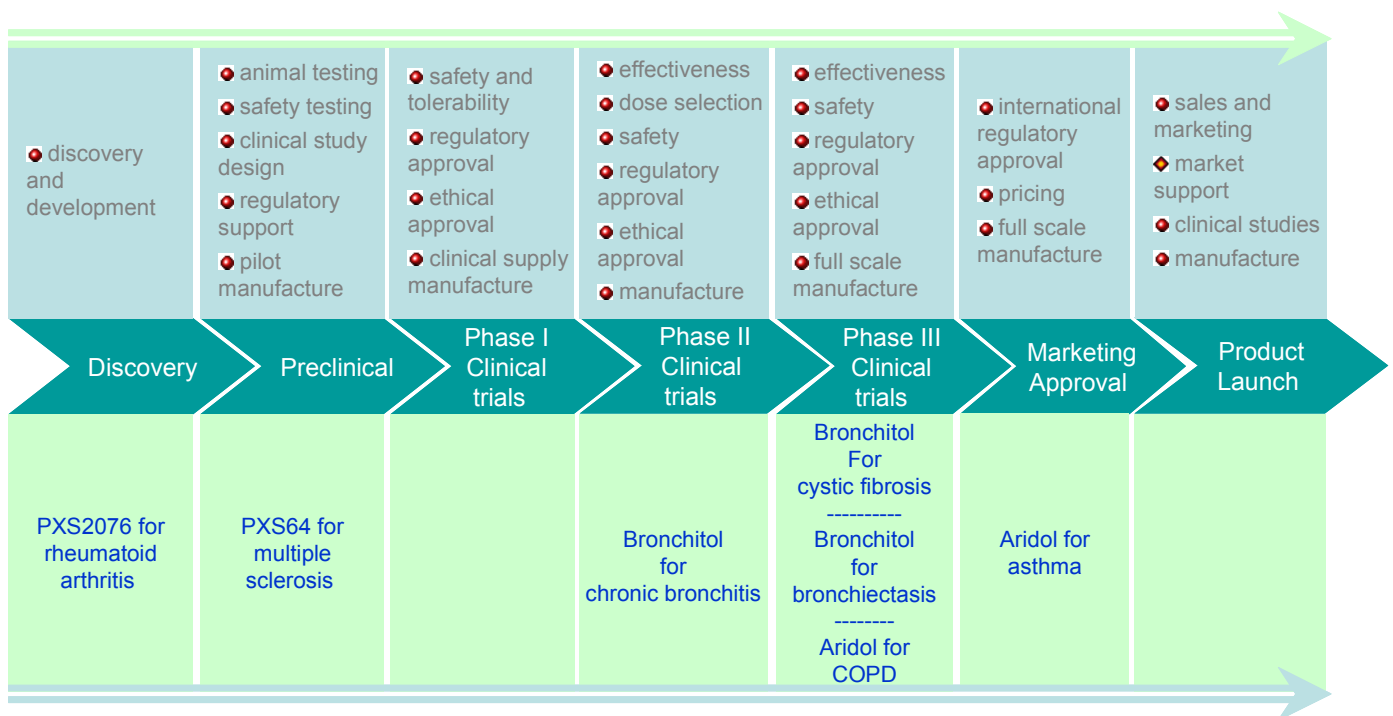 discovery
and
development
animal testing
safety testing
clinical study
design
regulatory
support
pilot
manufacture
safety and
tolerability
regulatory
approval
ethical
approval
clinical supply
manufacture
effectiveness
dose selection
safety
regulatory
approval
ethical
approval
manufacture
effectiveness
safety
regulatory
approval
ethical
approval
full scale
manufacture
international
regulatory
approval
pricing
full scale
manufacture
sales and
marketing
market
support
clinical studies
manufacture
Discovery
Preclinical
Phase I
Clinical
trials
Phase II
Clinical
trials
Phase III
Clinical
trials
Marketing
Approval
Product
Launch
PXS2076 for
rheumatoid
arthritis
PXS64 for
multiple
sclerosis
Bronchitol
for
chronic bronchitis
Bronchitol
For
cystic fibrosis
----------
Bronchitol
for
bronchiectasis
--------
Aridol for
COPD
Aridol for
asthma